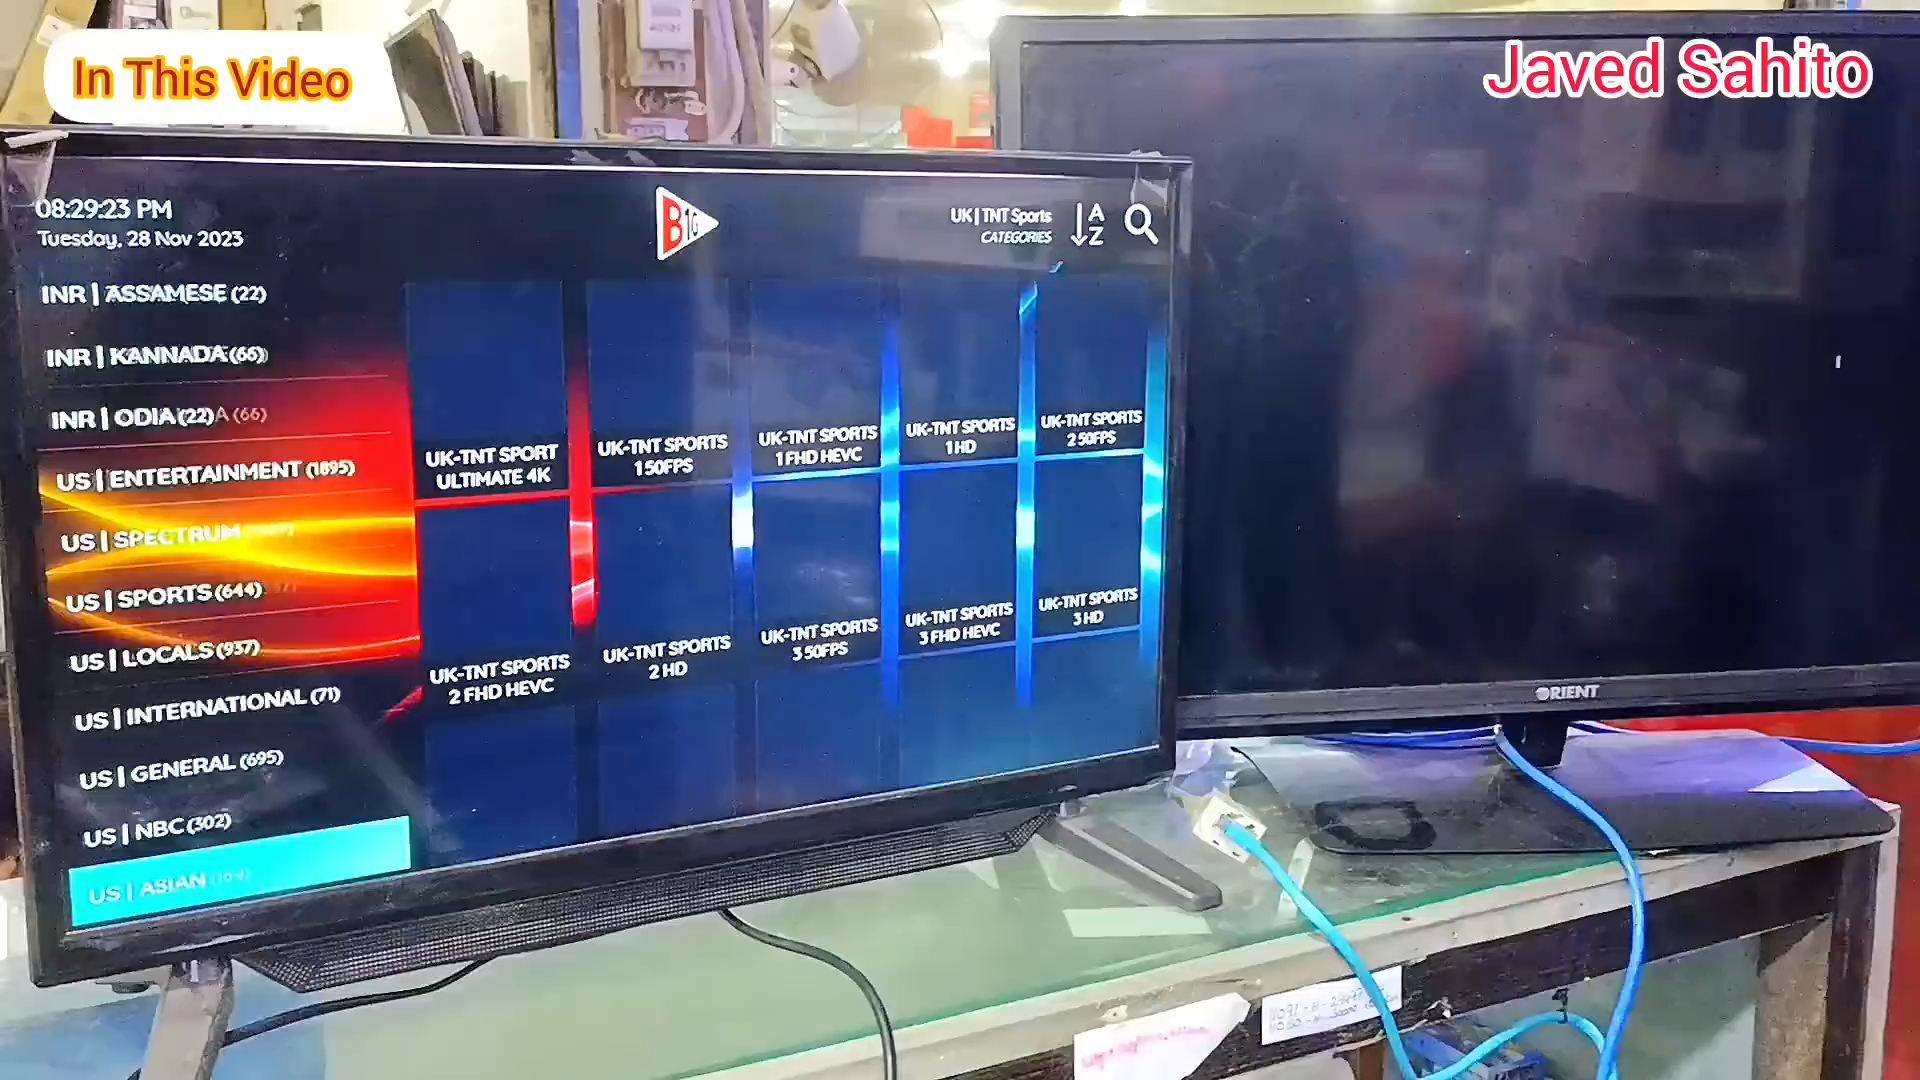 In This Video
Javed Sahito
08:29:23 PM
Tuesday, 28 Nov 2023
B1G
UK | TNT Sports
CATEGORIES
A
Z
INR | ASSAMESE (22)
INR | KANNADA (66)
INR | ODIA (22)
US | ENTERTAINMENT (1895)
US | SPECTRUM
US | SPORTS (644)
US | LOCALS (937)
US | INTERNATIONAL (71)
US | GENERAL (695)
US | NBC (302)
US | ASIAN
UK-TNT SPORT
ULTIMATE 4K
UK-TNT SPORTS
1 50FPS
UK-TNT SPORTS
1 FHD HEVC
UK-TNT SPORTS
1 HD
UK-TNT SPORTS
2 50FPS
UK-TNT SPORTS
2 FHD HEVC
UK-TNT SPORTS
2 HD
UK-TNT SPORTS
3 50FPS
UK-TNT SPORTS
3 FHD HEVC
UK-TNT SPORTS
3 HD
ORIENT